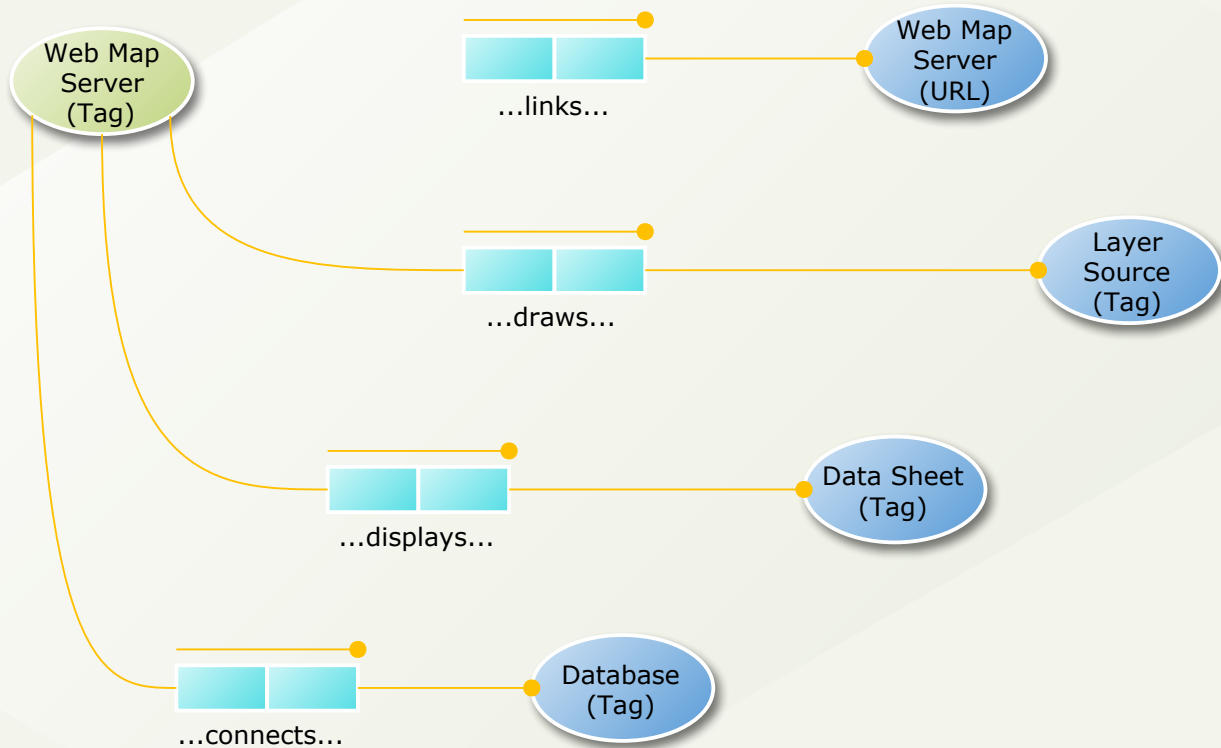 Web Map
Server
(Tag)
...links...
Web Map
Server
(URL)
...draws...
Layer
Source
(Tag)
...displays...
Data Sheet
(Tag)
...connects...
Database
(Tag)